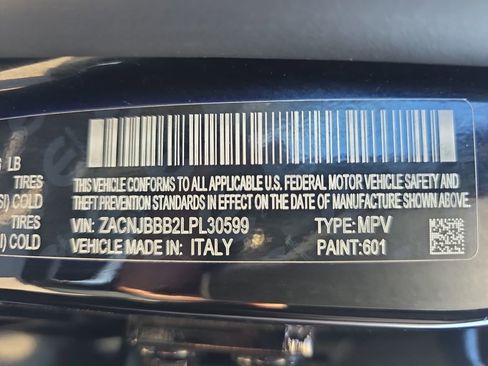 LB
TIRES
THIS VEHICLE CONFORMS TO ALL APPLICABLE U.S. FEDERAL MOTOR VEHICLE SAFETY AND
SI) COLD
THEFT PREVENTION STANDARDS IN EFFECT ON THE DATE OF MANUFACTURE SHOWN ABOVE.
TIRES
VIN: ZACNJBBB2LPL30599
TYPE: MPV
I) COLD
VEHICLE MADE IN: ITALY
PAINT: 601